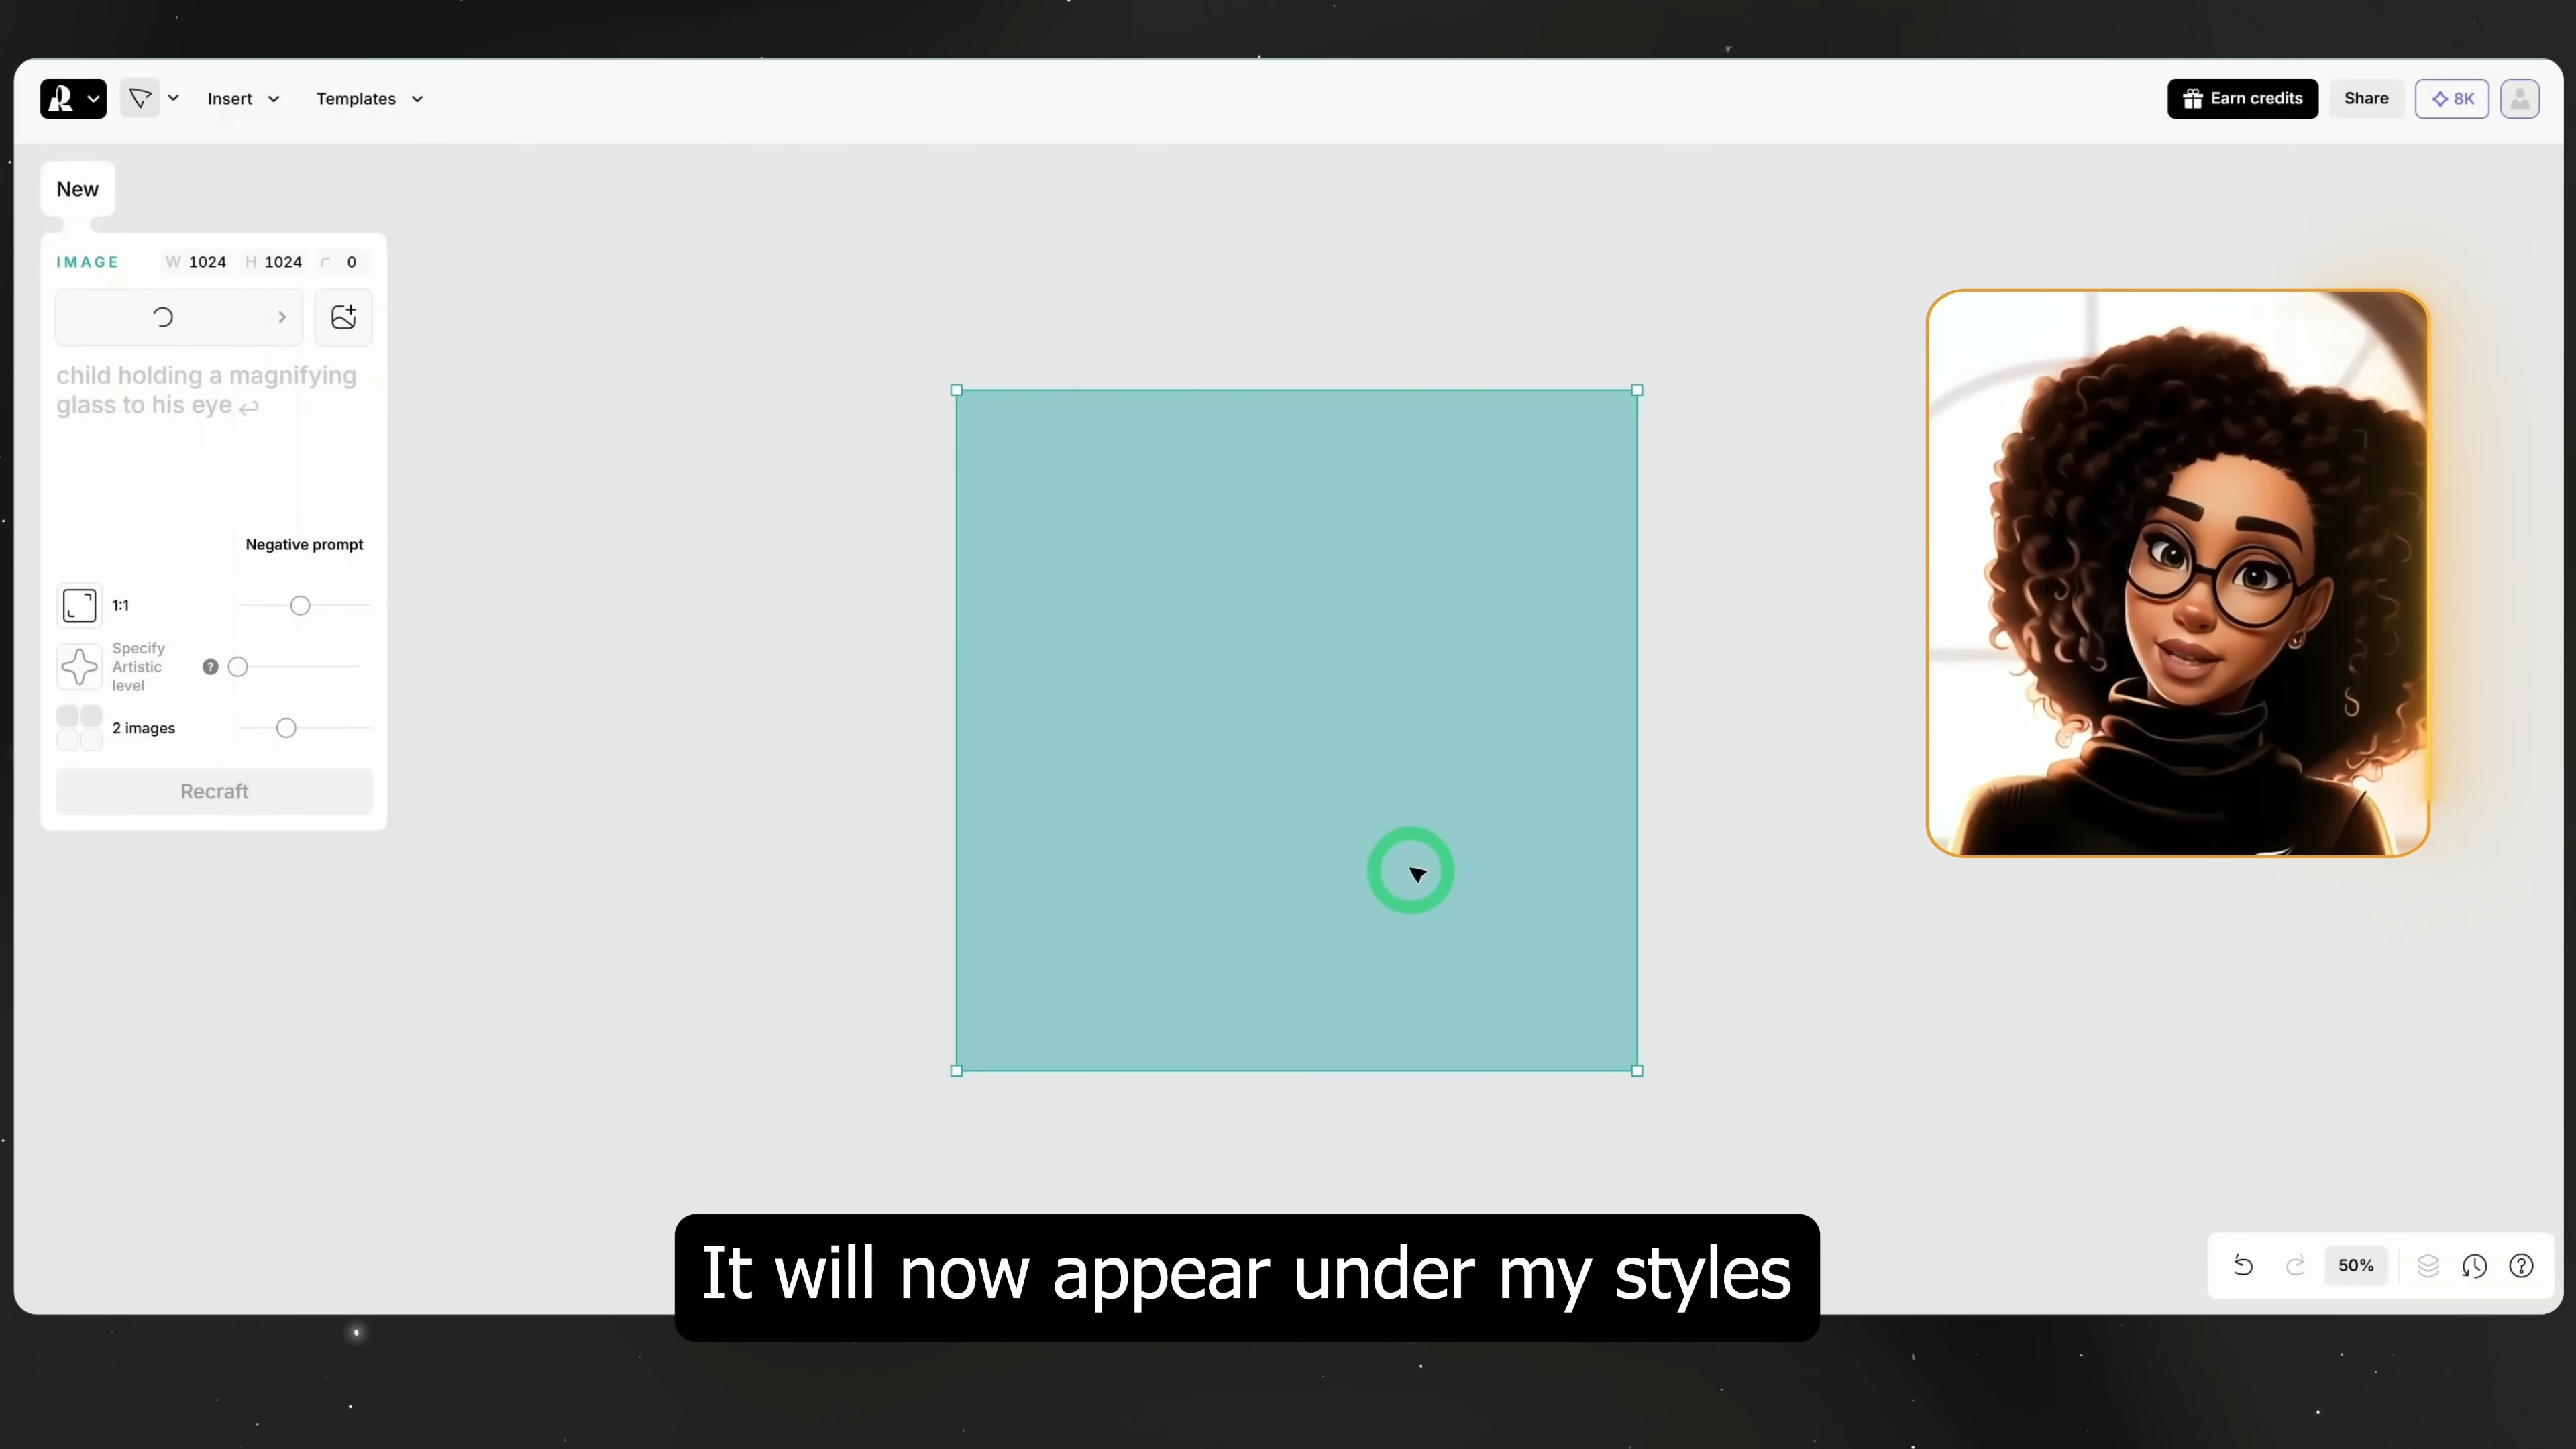 Insert
Templates
Earn credits
Share
8K
New
IMAGE
W 1024
H 1024
0
child holding a magnifying
glass to his eye
Negative prompt
1:1
Specify
Artistic
level
?
2 images
Recraft
It will now appear under my styles
50%
?